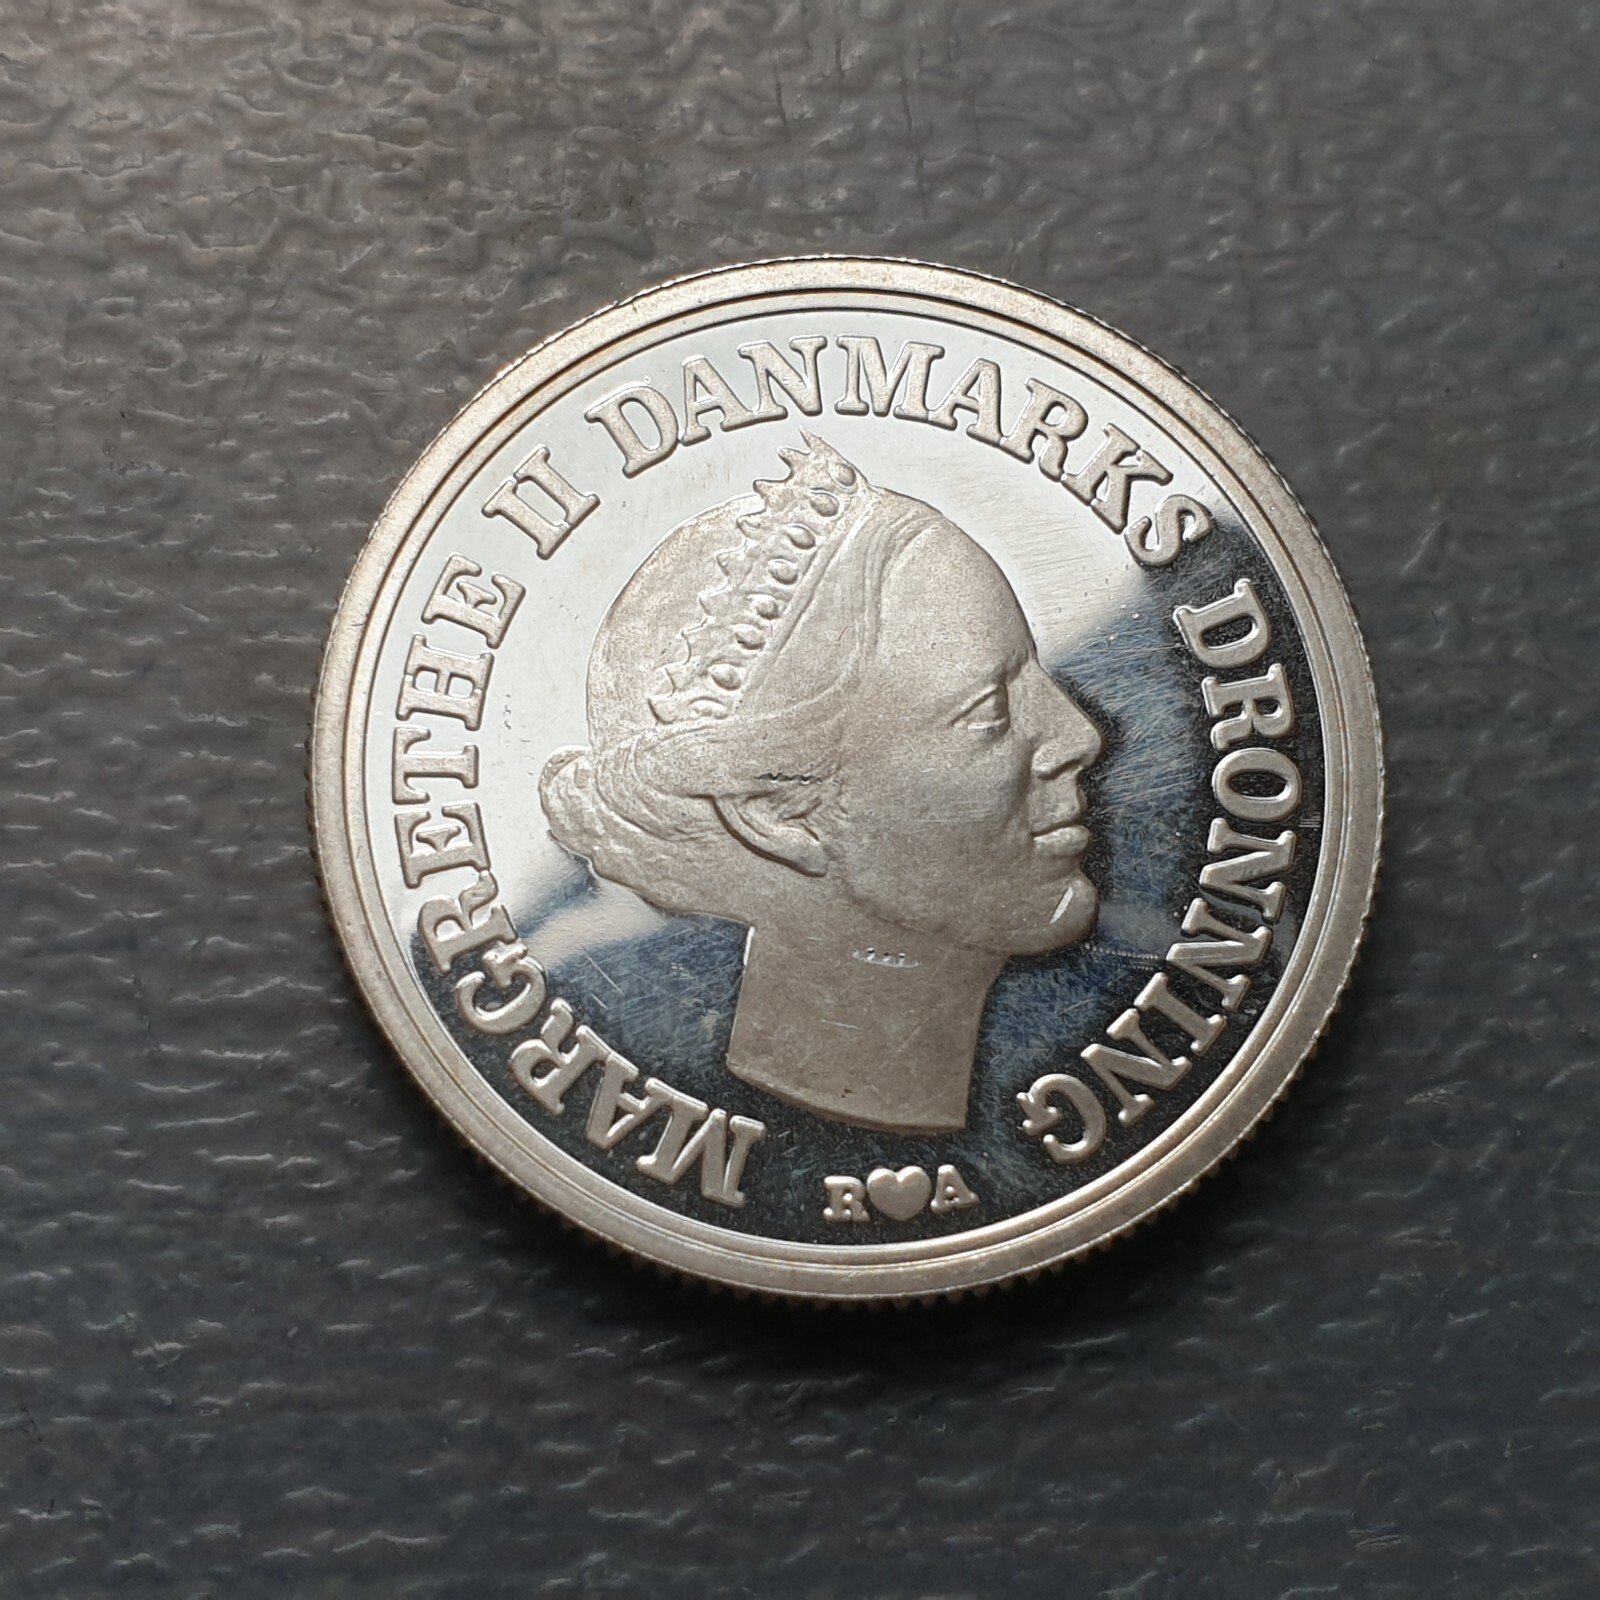 MARGRETHE II DANMARKS DRONNING
R♥A